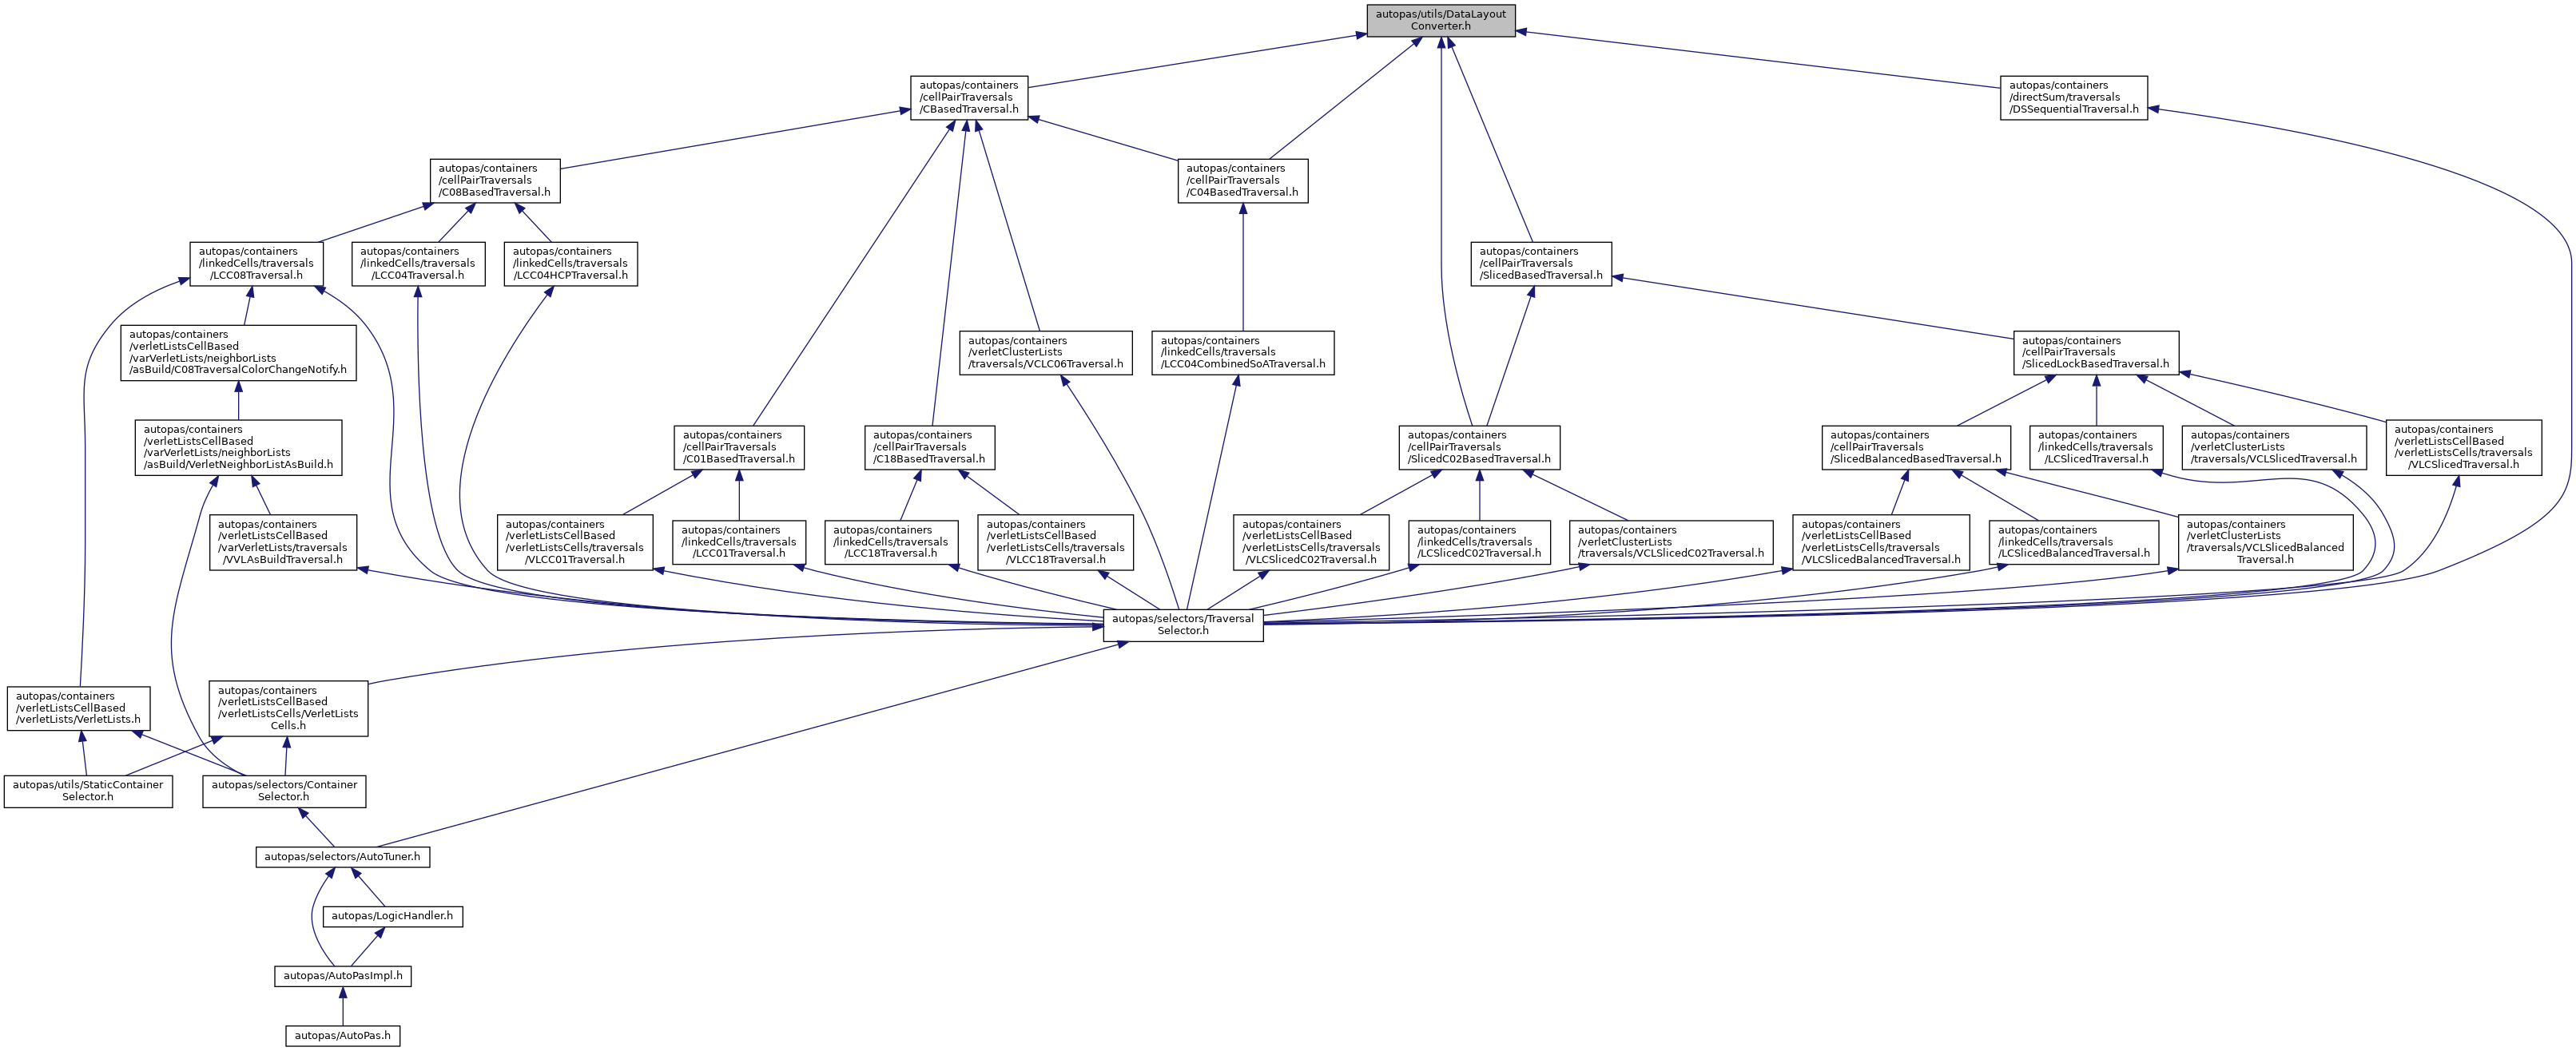 autopas/utils/DataLayout
Converter.h
autopas/containers
/cellPairTraversals
/CBasedTraversal.h
autopas/containers
/directSum/traversals
/DSSequentialTraversal.h
autopas/containers
/cellPairTraversals
/C08BasedTraversal.h
autopas/containers
/cellPairTraversals
/C04BasedTraversal.h
autopas/containers
/linkedCells/traversals
/LCC08Traversal.h
autopas/containers
/linkedCells/traversals
/LCC04Traversal.h
autopas/containers
/linkedCells/traversals
/LCC04HCPTraversal.h
autopas/containers
/cellPairTraversals
/SlicedBasedTraversal.h
autopas/containers
/verletListsCellBased
/varVerletLists/neighborLists
/asBuild/C08TraversalColorChangeNotify.h
autopas/containers
/verletClusterLists
/traversals/VCLC06Traversal.h
autopas/containers
/linkedCells/traversals
/LCC04CombinedSoATraversal.h
autopas/containers
/cellPairTraversals
/SlicedLockBasedTraversal.h
autopas/containers
/verletListsCellBased
/varVerletLists/neighborLists
/asBuild/VerletNeighborListAsBuild.h
autopas/containers
/cellPairTraversals
/C01BasedTraversal.h
autopas/containers
/cellPairTraversals
/C18BasedTraversal.h
autopas/containers
/cellPairTraversals
/SlicedC02BasedTraversal.h
autopas/containers
/cellPairTraversals
/SlicedBalancedBasedTraversal.h
autopas/containers
/linkedCells/traversals
/LCSlicedTraversal.h
autopas/containers
/verletClusterLists
/traversals/VCLSlicedTraversal.h
autopas/containers
/verletListsCellBased
/verletListsCells/traversals
/VLCSlicedTraversal.h
autopas/containers
/verletListsCellBased
/varVerletLists/traversals
/VVLAsBuildTraversal.h
autopas/containers
/verletListsCellBased
/verletListsCells/traversals
/VLCC01Traversal.h
autopas/containers
/linkedCells/traversals
/LCC01Traversal.h
autopas/containers
/linkedCells/traversals
/LCC18Traversal.h
autopas/containers
/verletListsCellBased
/verletListsCells/traversals
/VLCC18Traversal.h
autopas/containers
/verletListsCellBased
/verletListsCells/traversals
/VLCSlicedC02Traversal.h
autopas/containers
/linkedCells/traversals
/LCSlicedC02Traversal.h
autopas/containers
/verletClusterLists
/traversals/VCLSlicedC02Traversal.h
autopas/containers
/verletListsCellBased
/verletListsCells/traversals
/VLCSlicedBalancedTraversal.h
autopas/containers
/linkedCells/traversals
/LCSlicedBalancedTraversal.h
autopas/containers
/verletClusterLists
/traversals/VCLSlicedBalanced
Traversal.h
autopas/selectors/Traversal
Selector.h
autopas/containers
/verletListsCellBased
/verletLists/VerletLists.h
autopas/containers
/verletListsCellBased
/verletListsCells/VerletLists
Cells.h
autopas/utils/StaticContainer
Selector.h
autopas/selectors/Container
Selector.h
autopas/selectors/AutoTuner.h
autopas/LogicHandler.h
autopas/AutoPasImpl.h
autopas/AutoPas.h